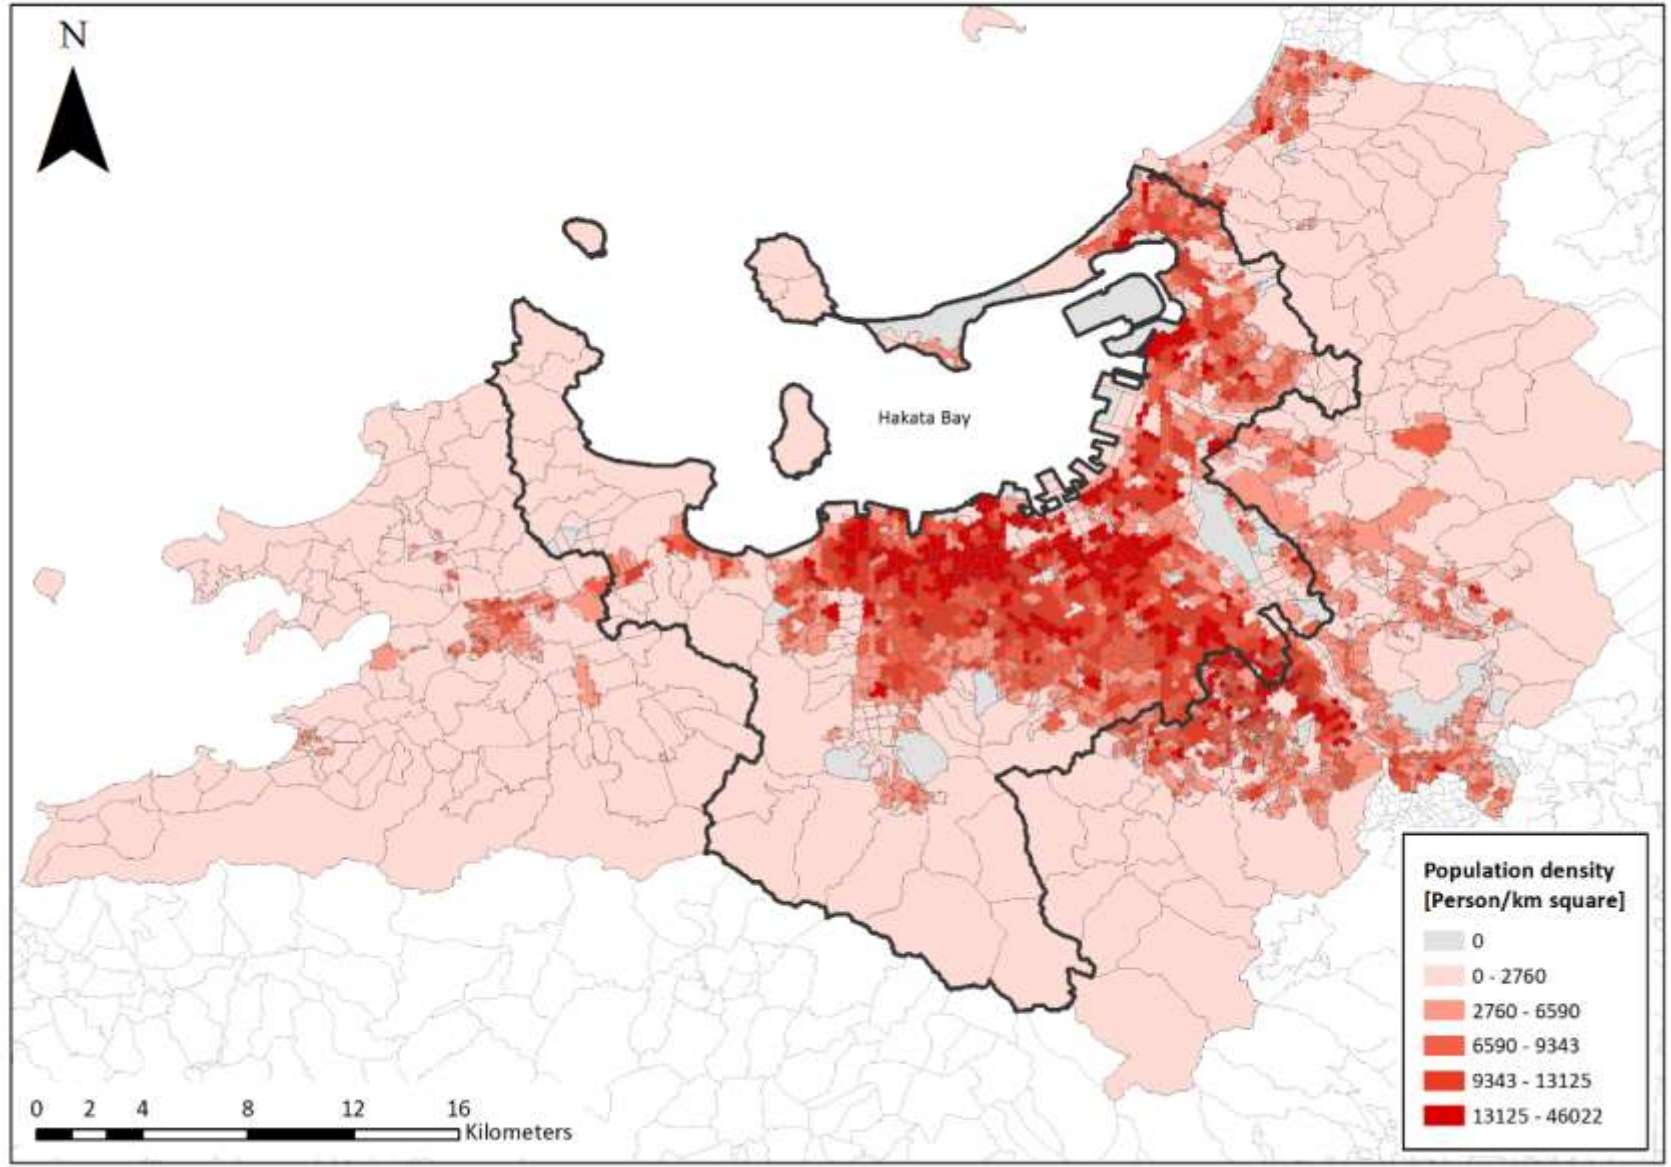 N
Hakata Bay
Population density
[Person/km square]
0
0 - 2760
2760 - 6590
6590 - 9343
9343 - 13125
13125 - 46022
0 2 4 8 12 16
Kilometers